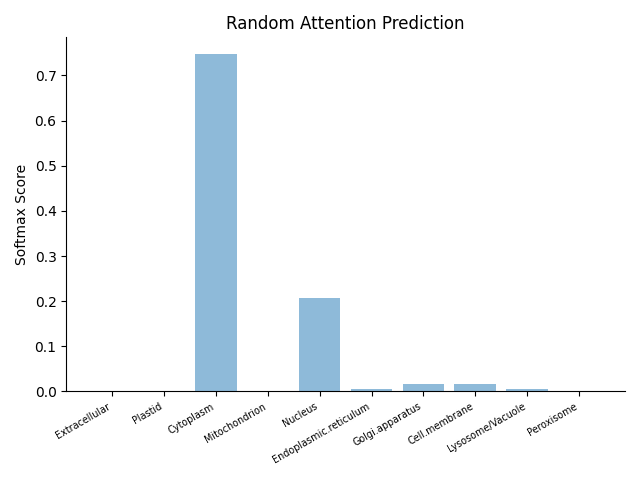 Random Attention Prediction
Softmax Score
0.7
0.6
0.5
0.4
0.3
0.2
0.1
0.0
Extracellular
Plastid
Cytoplasm
Mitochondrion
Nucleus
Endoplasmic.reticulum
Golgi.apparatus
Cell.membrane
Lysosome/Vacuole
Peroxisome